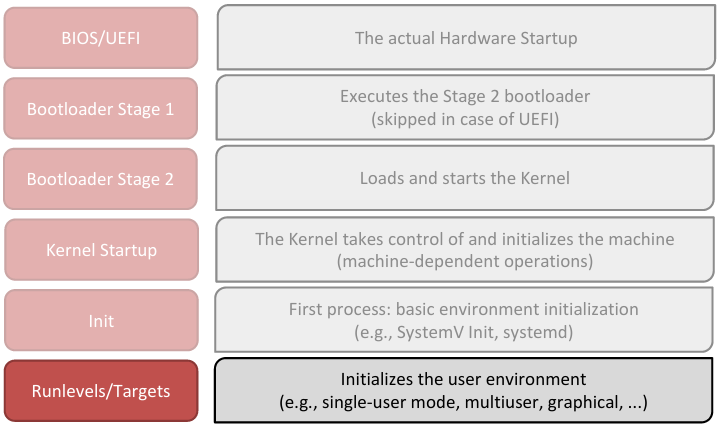 BIOS/UEFI
The actual Hardware Startup
Bootloader Stage 1
Executes the Stage 2 bootloader
(skipped in case of UEFI)
Bootloader Stage 2
Loads and starts the Kernel
Kernel Startup
The Kernel takes control of and initializes the machine
(machine-dependent operations)
Init
First process: basic environment initialization
(e.g., SystemV Init, systemd)
Runlevels/Targets
Initializes the user environment
(e.g., single-user mode, multiuser, graphical, ...)